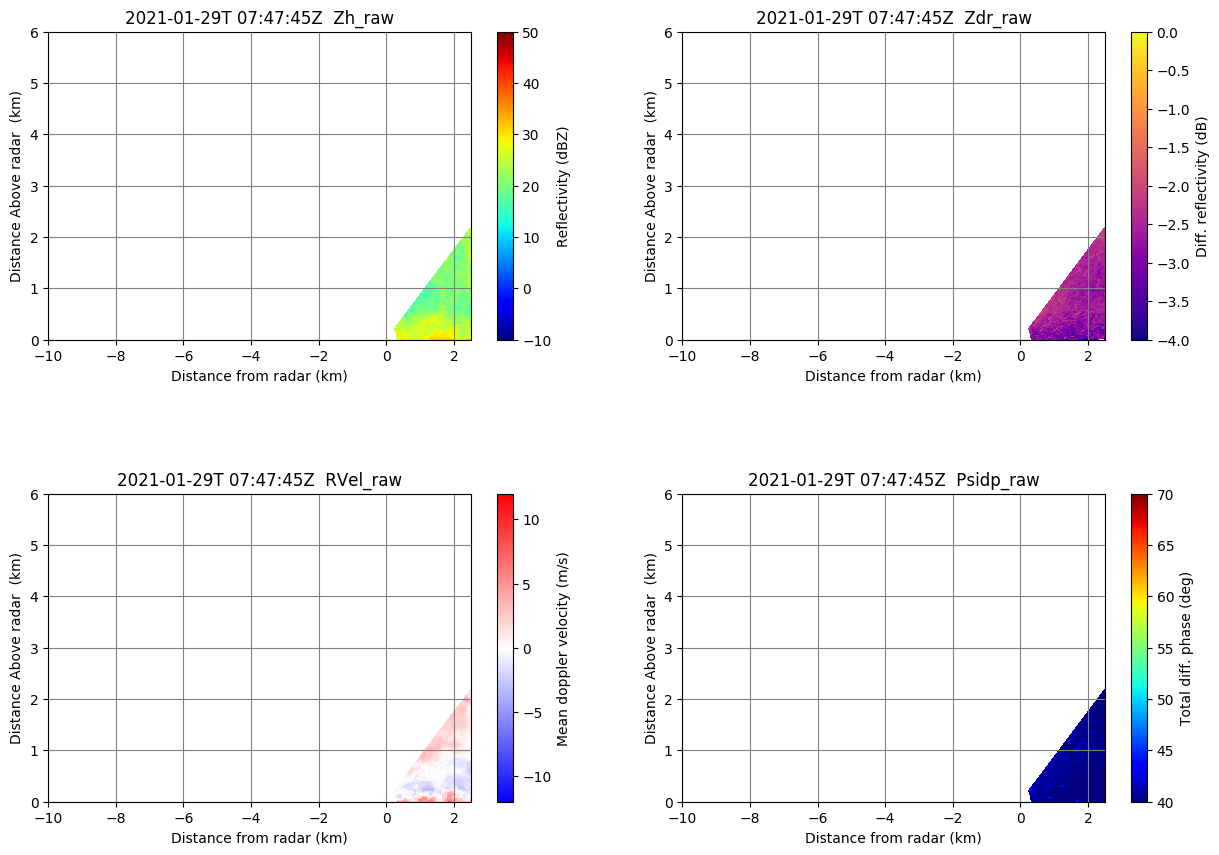 2021-01-29T 07:47:45Z  Zh_raw
6
5
4
3
2
1
0
Distance Above radar  (km)
−10 −8 −6 −4 −2 0 2
Distance from radar (km)
50
40
30
20
10
0
−10
Reflectivity (dBZ)
2021-01-29T 07:47:45Z  Zdr_raw
6
5
4
3
2
1
0
Distance Above radar  (km)
−10 −8 −6 −4 −2 0 2
Distance from radar (km)
0.0
−0.5
−1.0
−1.5
−2.0
−2.5
−3.0
−3.5
−4.0
Diff. reflectivity (dB)
2021-01-29T 07:47:45Z  RVel_raw
6
5
4
3
2
1
0
Distance Above radar  (km)
−10 −8 −6 −4 −2 0 2
Distance from radar (km)
10
5
0
−5
−10
Mean doppler velocity (m/s)
2021-01-29T 07:47:45Z  Psidp_raw
6
5
4
3
2
1
0
Distance Above radar  (km)
−10 −8 −6 −4 −2 0 2
Distance from radar (km)
70
65
60
55
50
45
40
Total diff. phase (deg)